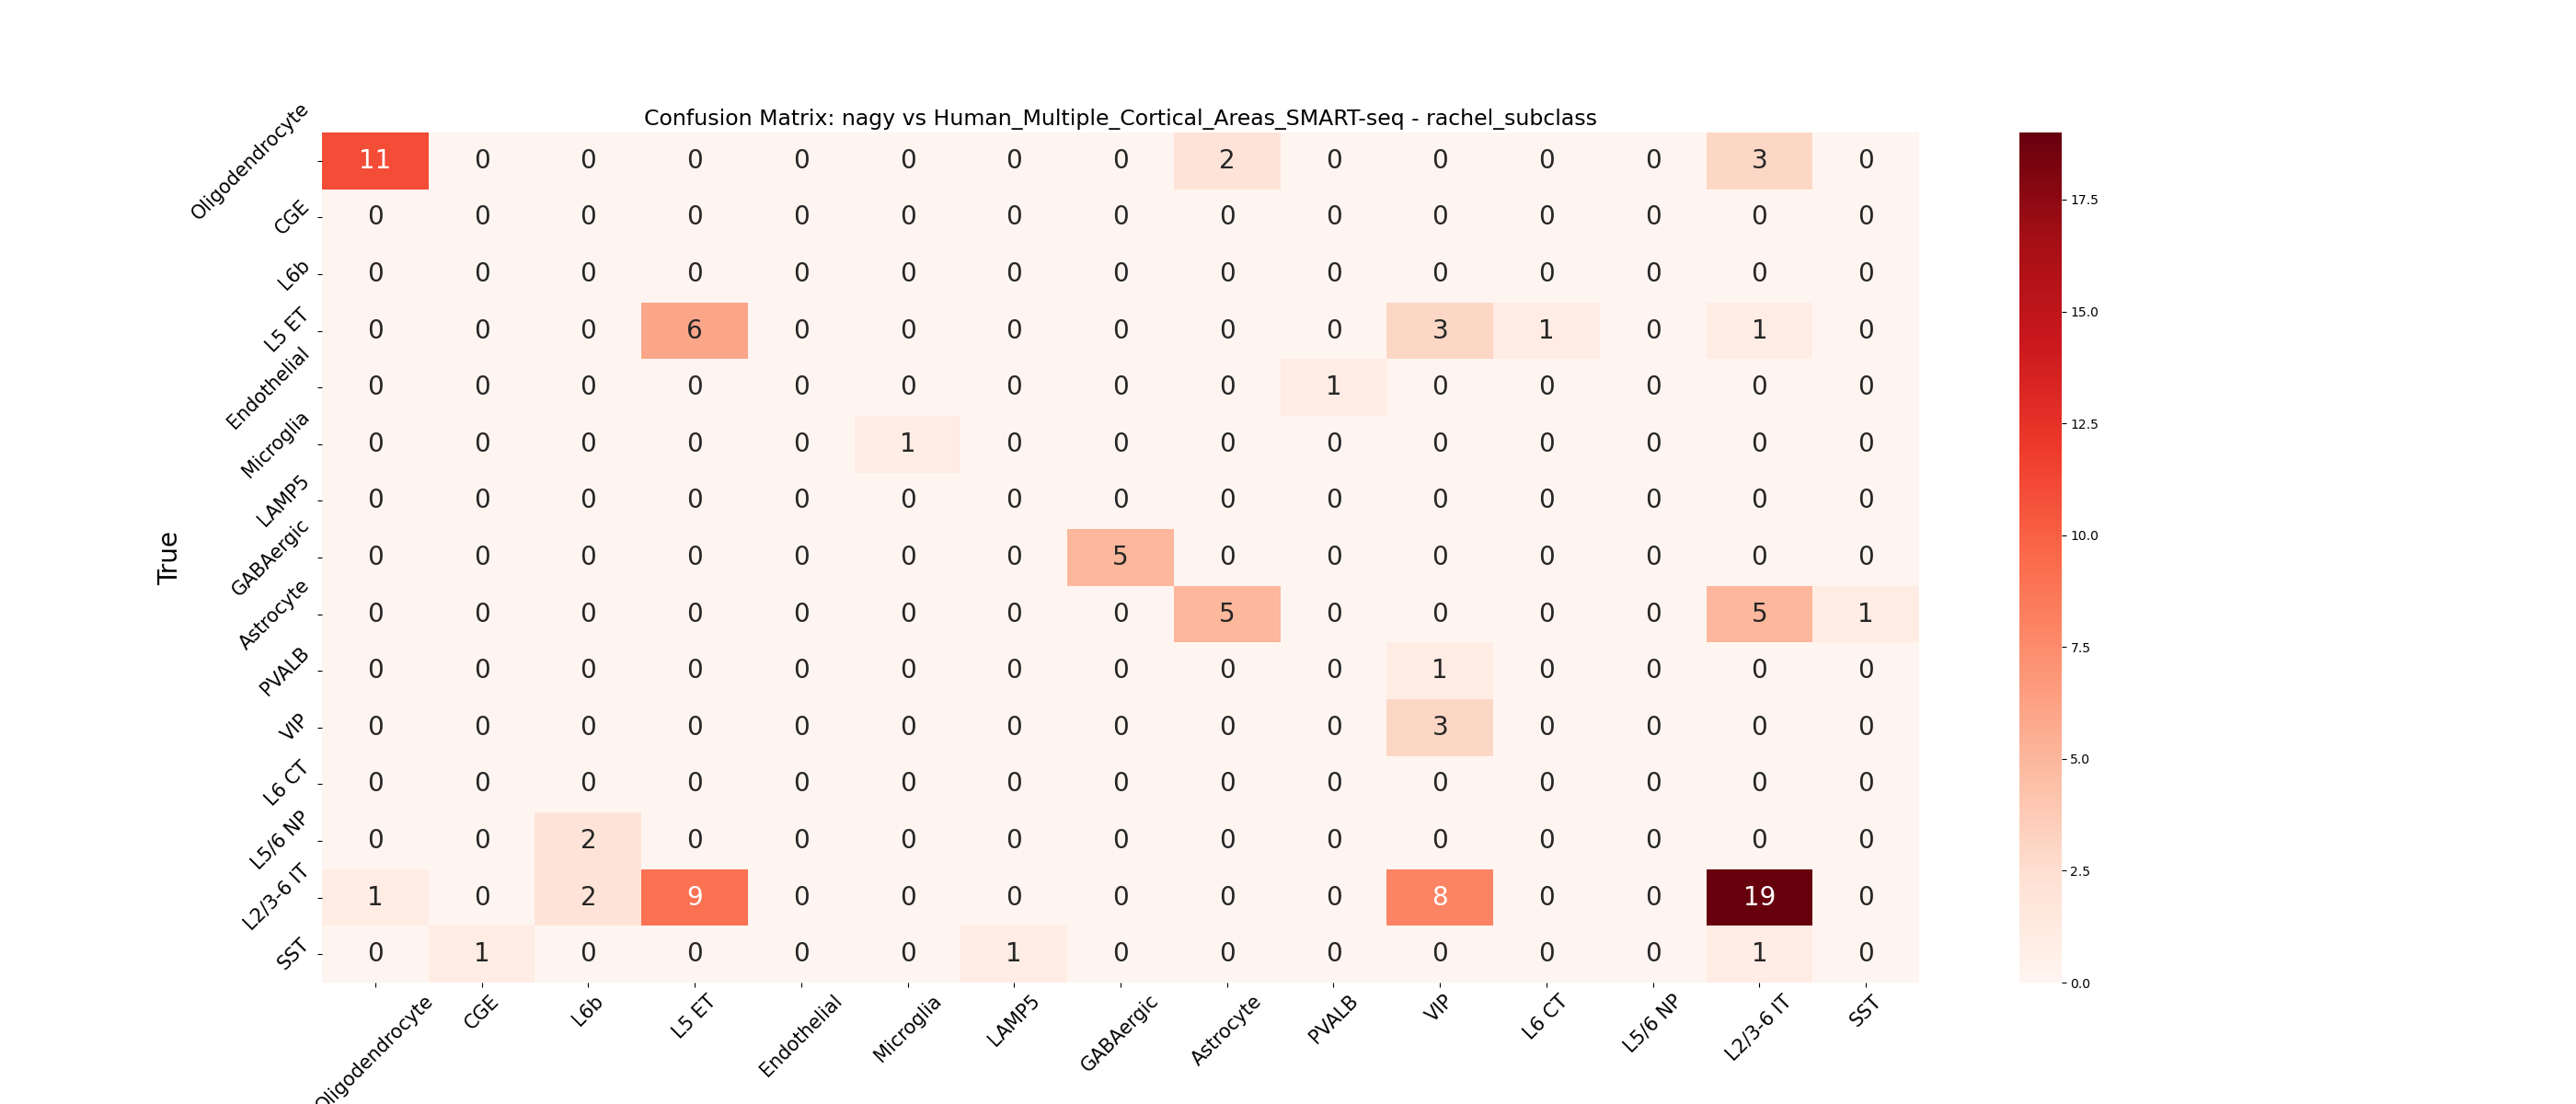 Confusion Matrix: nagy vs Human_Multiple_Cortical_Areas_SMART-seq - rachel_subclass
Oligodendrocyte 11 0 0 0 0 0 0 0 2 0 0 0 0 3 0
CGE 0 0 0 0 0 0 0 0 0 0 0 0 0 0 0
L6b 0 0 0 0 0 0 0 0 0 0 0 0 0 0 0
L5 ET 0 0 0 6 0 0 0 0 0 0 3 1 0 1 0
Endothelial 0 0 0 0 0 0 0 0 0 1 0 0 0 0 0
Microglia 0 0 0 0 0 1 0 0 0 0 0 0 0 0 0
LAMP5 0 0 0 0 0 0 0 0 0 0 0 0 0 0 0
GABAergic 0 0 0 0 0 0 0 5 0 0 0 0 0 0 0
Astrocyte 0 0 0 0 0 0 0 0 5 0 0 0 0 5 1
PVALB 0 0 0 0 0 0 0 0 0 0 1 0 0 0 0
VIP 0 0 0 0 0 0 0 0 0 0 3 0 0 0 0
L6 CT 0 0 0 0 0 0 0 0 0 0 0 0 0 0 0
L5/6 NP 0 0 2 0 0 0 0 0 0 0 0 0 0 0 0
L2/3-6 IT 1 0 2 9 0 0 0 0 0 0 8 0 0 19 0
SST 0 1 0 0 0 0 1 0 0 0 0 0 0 1 0
True
Oligodendrocyte CGE L6b L5 ET Endothelial Microglia LAMP5 GABAergic Astrocyte PVALB VIP L6 CT L5/6 NP L2/3-6 IT SST
17.5
15.0
12.5
10.0
7.5
5.0
2.5
0.0